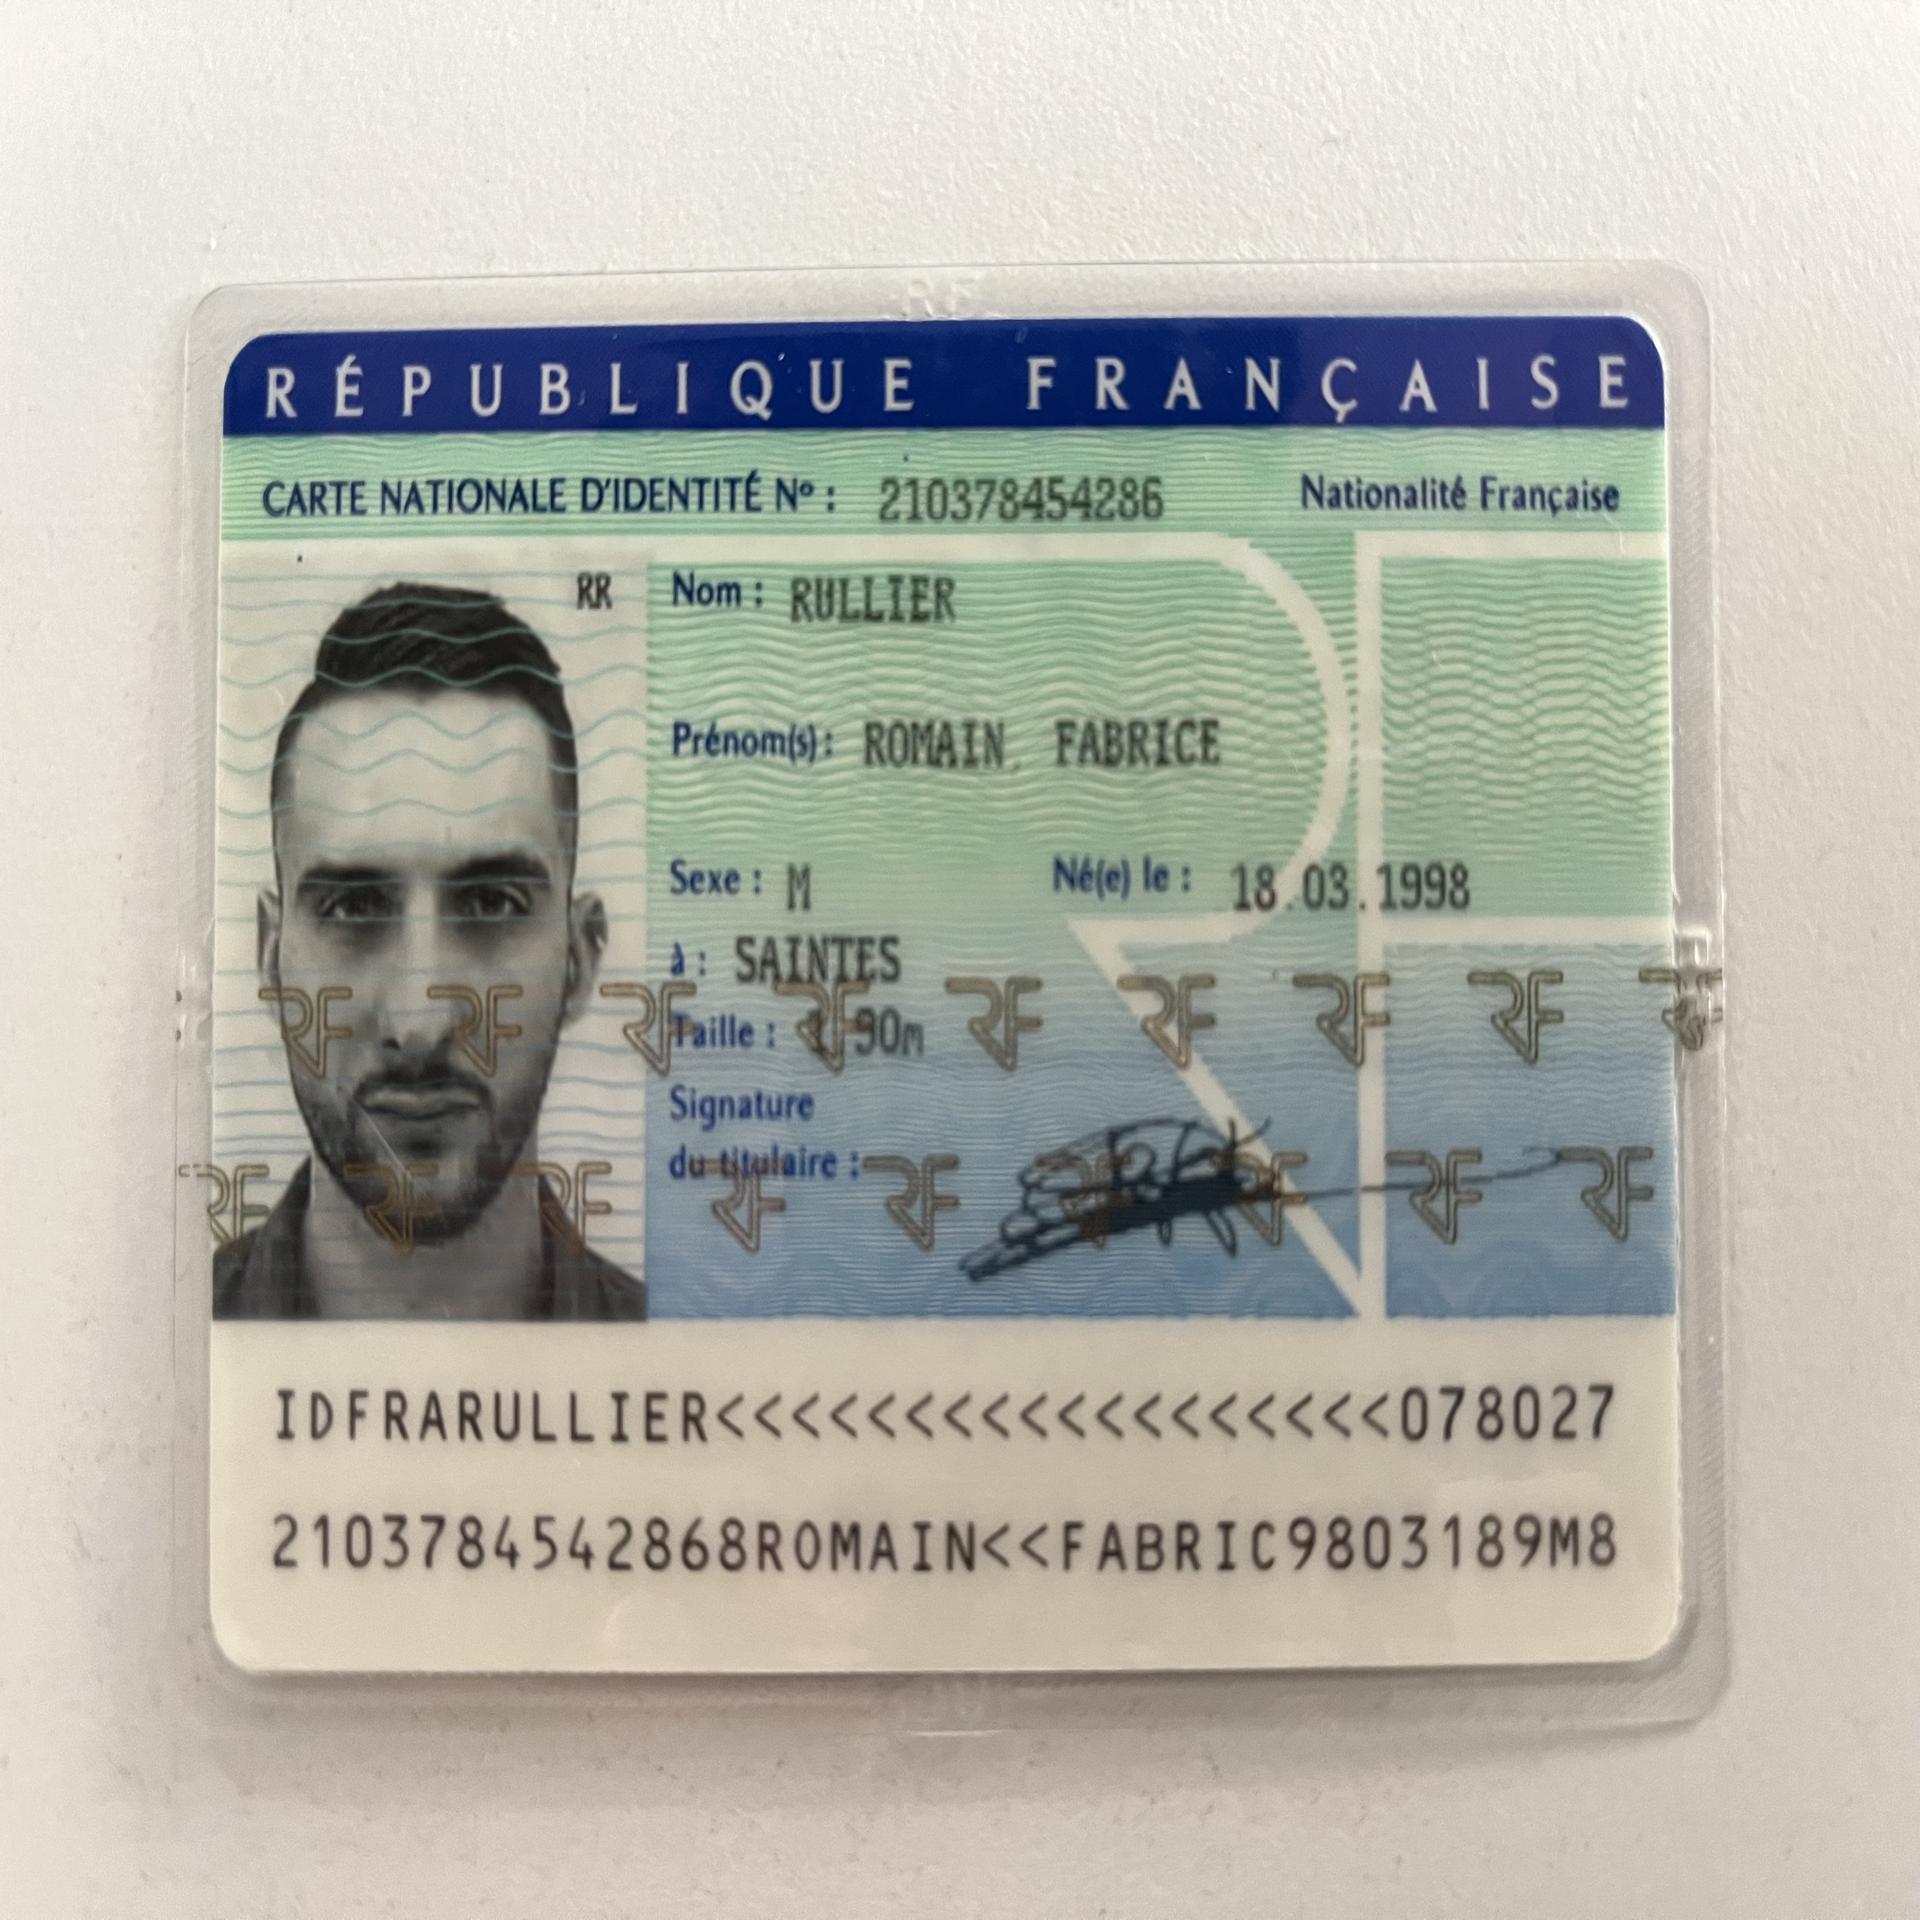 RÉPUBLIQUE FRANÇAISE
CARTE NATIONALE D'IDENTITÉ Nº : 210378454286 Nationalité Française
RR
Nom : RULLIER
Prénom(s) : ROMAIN, FABRICE
Sexe : M Né(e) le : 18.03.1998
à : SAINTES
Taille : 1,90m
Signature
du titulaire :
RF RF RF RF RF RF RF RF RF
RF RF RF RF RF RF RF RF RF
IDFRARULLIER<<<<<<<<<<<<<<<<<<<<<<<<078027
2103784542868ROMAIN<<FABRIC9803189M8